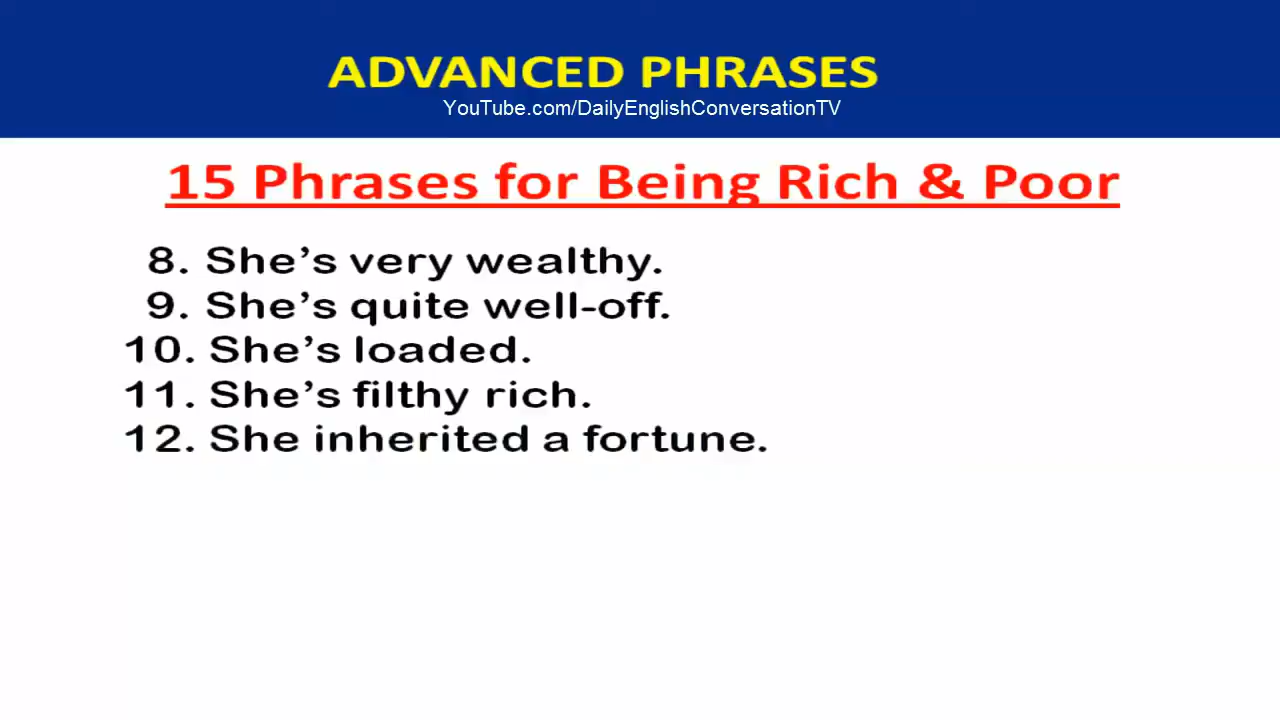 ADVANCED PHRASES
YouTube.com/DailyEnglishConversationTV
15 Phrases for Being Rich & Poor
8. She’s very wealthy.
9. She’s quite well-off.
10. She’s loaded.
11. She’s filthy rich.
12. She inherited a fortune.